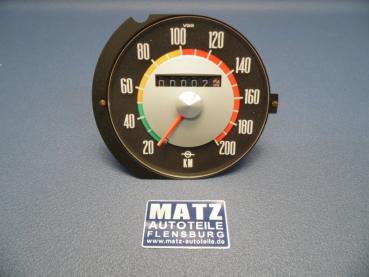 VDO
100 120
80 140
60 160
40 180
20 200
00002
KM
MATZ
AUTOTEILE
FLENSBURG
www-matz-autoteile.de